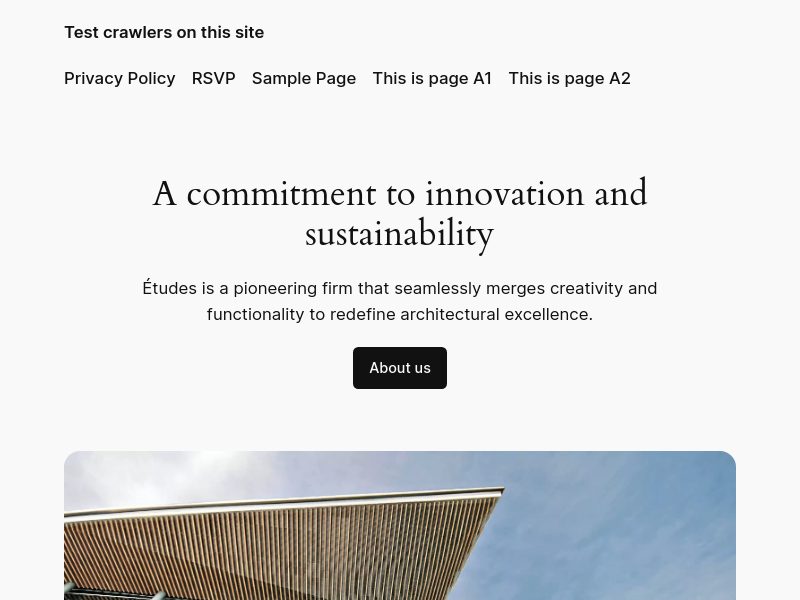 Test crawlers on this site
Privacy Policy RSVP Sample Page This is page A1 This is page A2
A commitment to innovation and
sustainability
Études is a pioneering firm that seamlessly merges creativity and
functionality to redefine architectural excellence.
About us